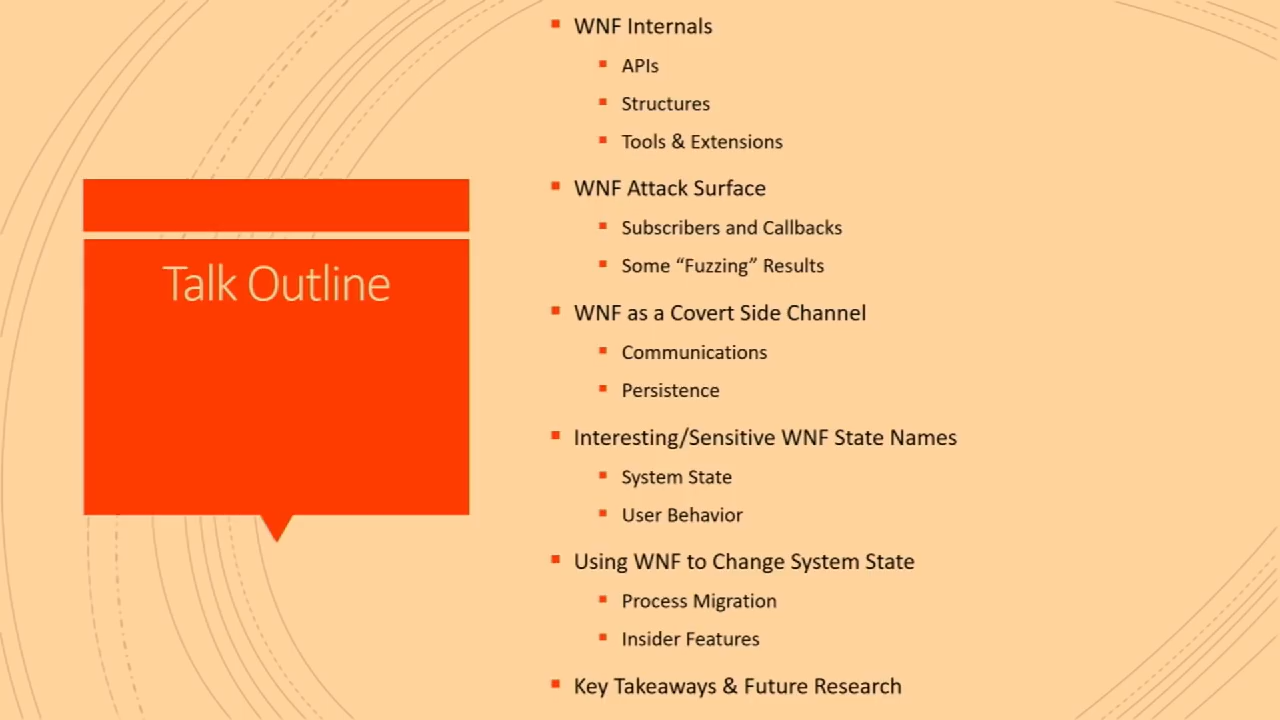 Talk Outline
WNF Internals
APIs
Structures
Tools & Extensions
WNF Attack Surface
Subscribers and Callbacks
Some “Fuzzing” Results
WNF as a Covert Side Channel
Communications
Persistence
Interesting/Sensitive WNF State Names
System State
User Behavior
Using WNF to Change System State
Process Migration
Insider Features
Key Takeaways & Future Research